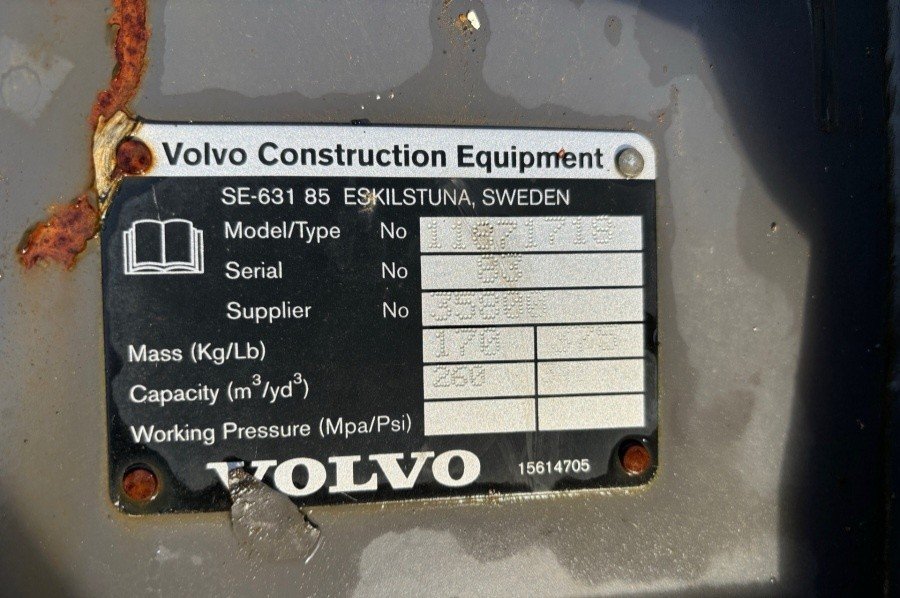 Volvo Construction Equipment
SE-631 85 ESKILSTUNA, SWEDEN
Model/Type No
Serial No
Supplier No
Mass (Kg/Lb) 170
Capacity (m³/yd³) 260
Working Pressure (Mpa/Psi)
VOLVO 15614705